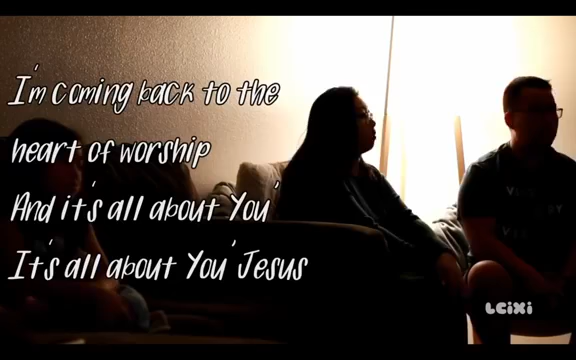 I'm coming back to the
heart of worship
And it's all about You'
It's all about You' Jesus
LCiXi